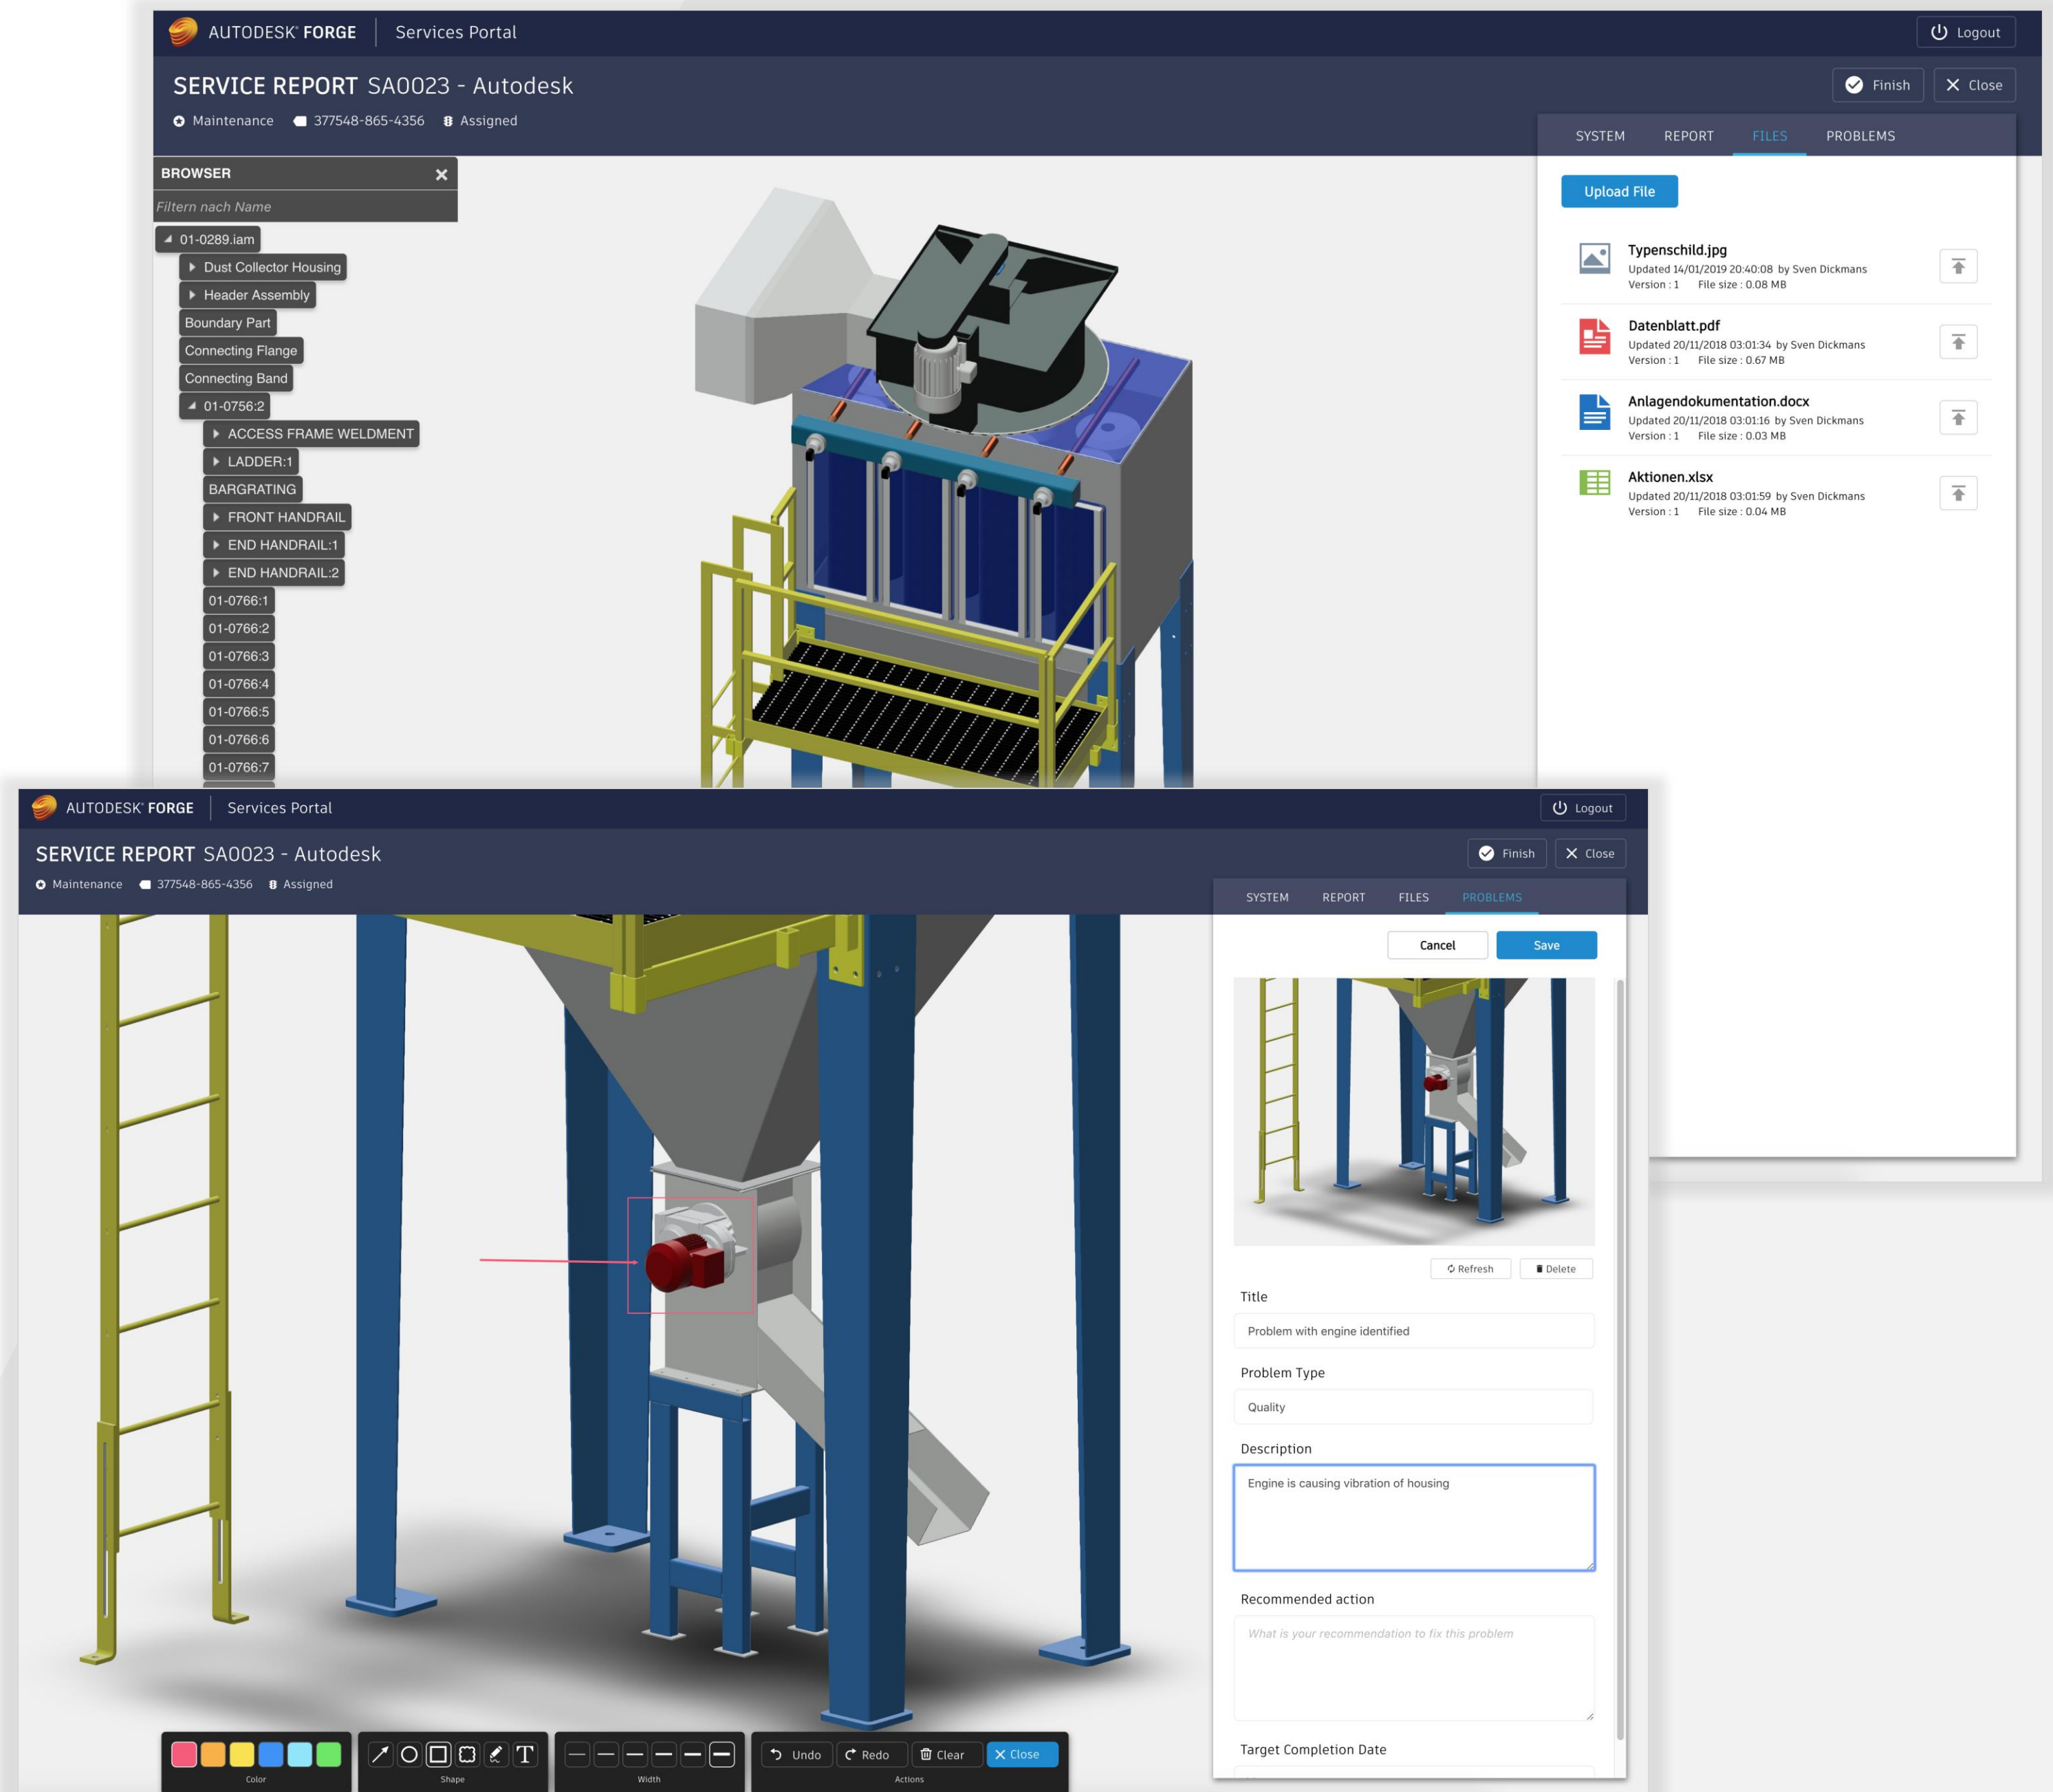 AUTODESK® FORGE Services Portal Logout
SERVICE REPORT SA0023 - Autodesk Finish Close
Maintenance 377548-865-4356 Assigned
SYSTEM REPORT FILES PROBLEMS
BROWSER
Filtern nach Name
01-0289.iam
Dust Collector Housing
Header Assembly
Boundary Part
Connecting Flange
Connecting Band
01-0756:2
ACCESS FRAME WELDMENT
LADDER:1
BARGRATING
FRONT HANDRAIL
END HANDRAIL:1
END HANDRAIL:2
01-0766:1
01-0766:2
01-0766:3
01-0766:4
01-0766:5
01-0766:6
01-0766:7
Upload File
Typenschild.jpg
Updated 14/01/2019 20:40:08 by Sven Dickmans
Version : 1 File size : 0.08 MB
Datenblatt.pdf
Updated 20/11/2018 03:01:34 by Sven Dickmans
Version : 1 File size : 0.67 MB
Anlagendokumentation.docx
Updated 20/11/2018 03:01:16 by Sven Dickmans
Version : 1 File size : 0.03 MB
Aktionen.xlsx
Updated 20/11/2018 03:01:59 by Sven Dickmans
Version : 1 File size : 0.04 MB
AUTODESK® FORGE Services Portal Logout
SERVICE REPORT SA0023 - Autodesk Finish Close
Maintenance 377548-865-4356 Assigned
SYSTEM REPORT FILES PROBLEMS
Cancel Save
Refresh Delete
Title
Problem with engine identified
Problem Type
Quality
Description
Engine is causing vibration of housing
Recommended action
What is your recommendation to fix this problem
Target Completion Date
T
Undo Redo Clear Close
Color Shape Width Actions